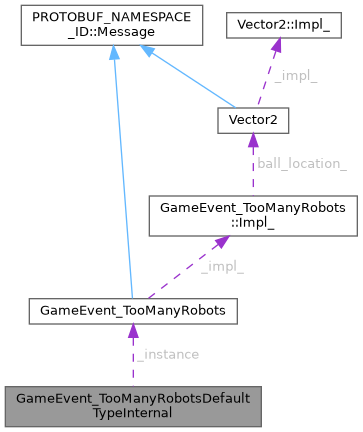 PROTOBUF_NAMESPACE
_ID::Message
Vector2::Impl_
_impl_
Vector2
ball_location_
GameEvent_TooManyRobots
::Impl_
_impl_
GameEvent_TooManyRobots
_instance
GameEvent_TooManyRobotsDefault
TypeInternal